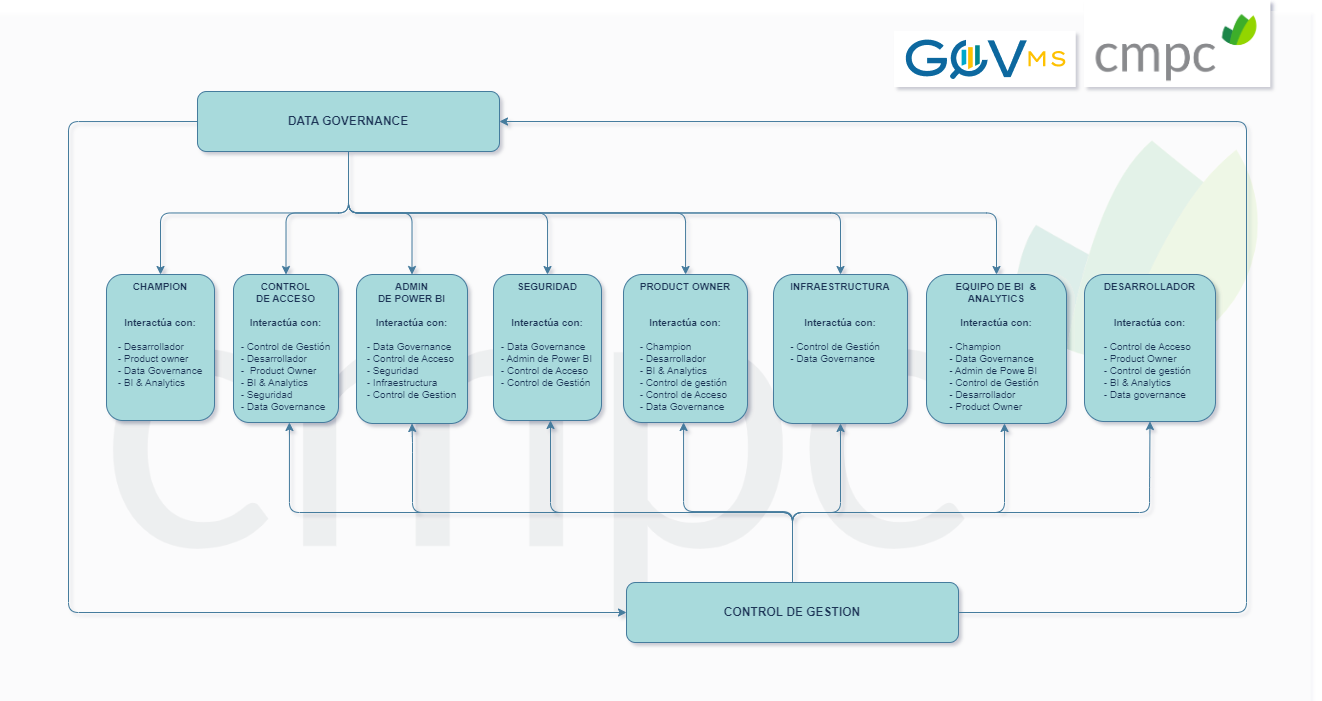 GOVMS
cmpc
DATA GOVERNANCE
CHAMPION
Interactúa con:
- Desarrollador
- Product owner
- Data Governance
- BI & Analytics
CONTROL
DE ACCESO
Interactúa con:
- Control de Gestión
- Desarrollador
- Product Owner
- BI & Analytics
- Seguridad
- Data Governance
ADMIN
DE POWER BI
Interactúa con:
- Data Governance
- Control de Acceso
- Seguridad
- Infraestructura
- Control de Gestion
SEGURIDAD
Interactúa con:
- Data Governance
- Admin de Power BI
- Control de Acceso
- Control de Gestión
PRODUCT OWNER
Interactúa con:
- Champion
- Desarrollador
- BI & Analytics
- Control de gestión
- Control de Acceso
- Data Governance
INFRAESTRUCTURA
Interactúa con:
- Control de Gestión
- Data Governance
EQUIPO DE BI &
ANALYTICS
Interactúa con:
- Champion
- Data Governance
- Admin de Powe BI
- Control de Gestión
- Desarrollador
- Product Owner
DESARROLLADOR
Interactúa con:
- Control de Acceso
- Product Owner
- Control de gestión
- BI & Analytics
- Data governance
cmpc
CONTROL DE GESTION